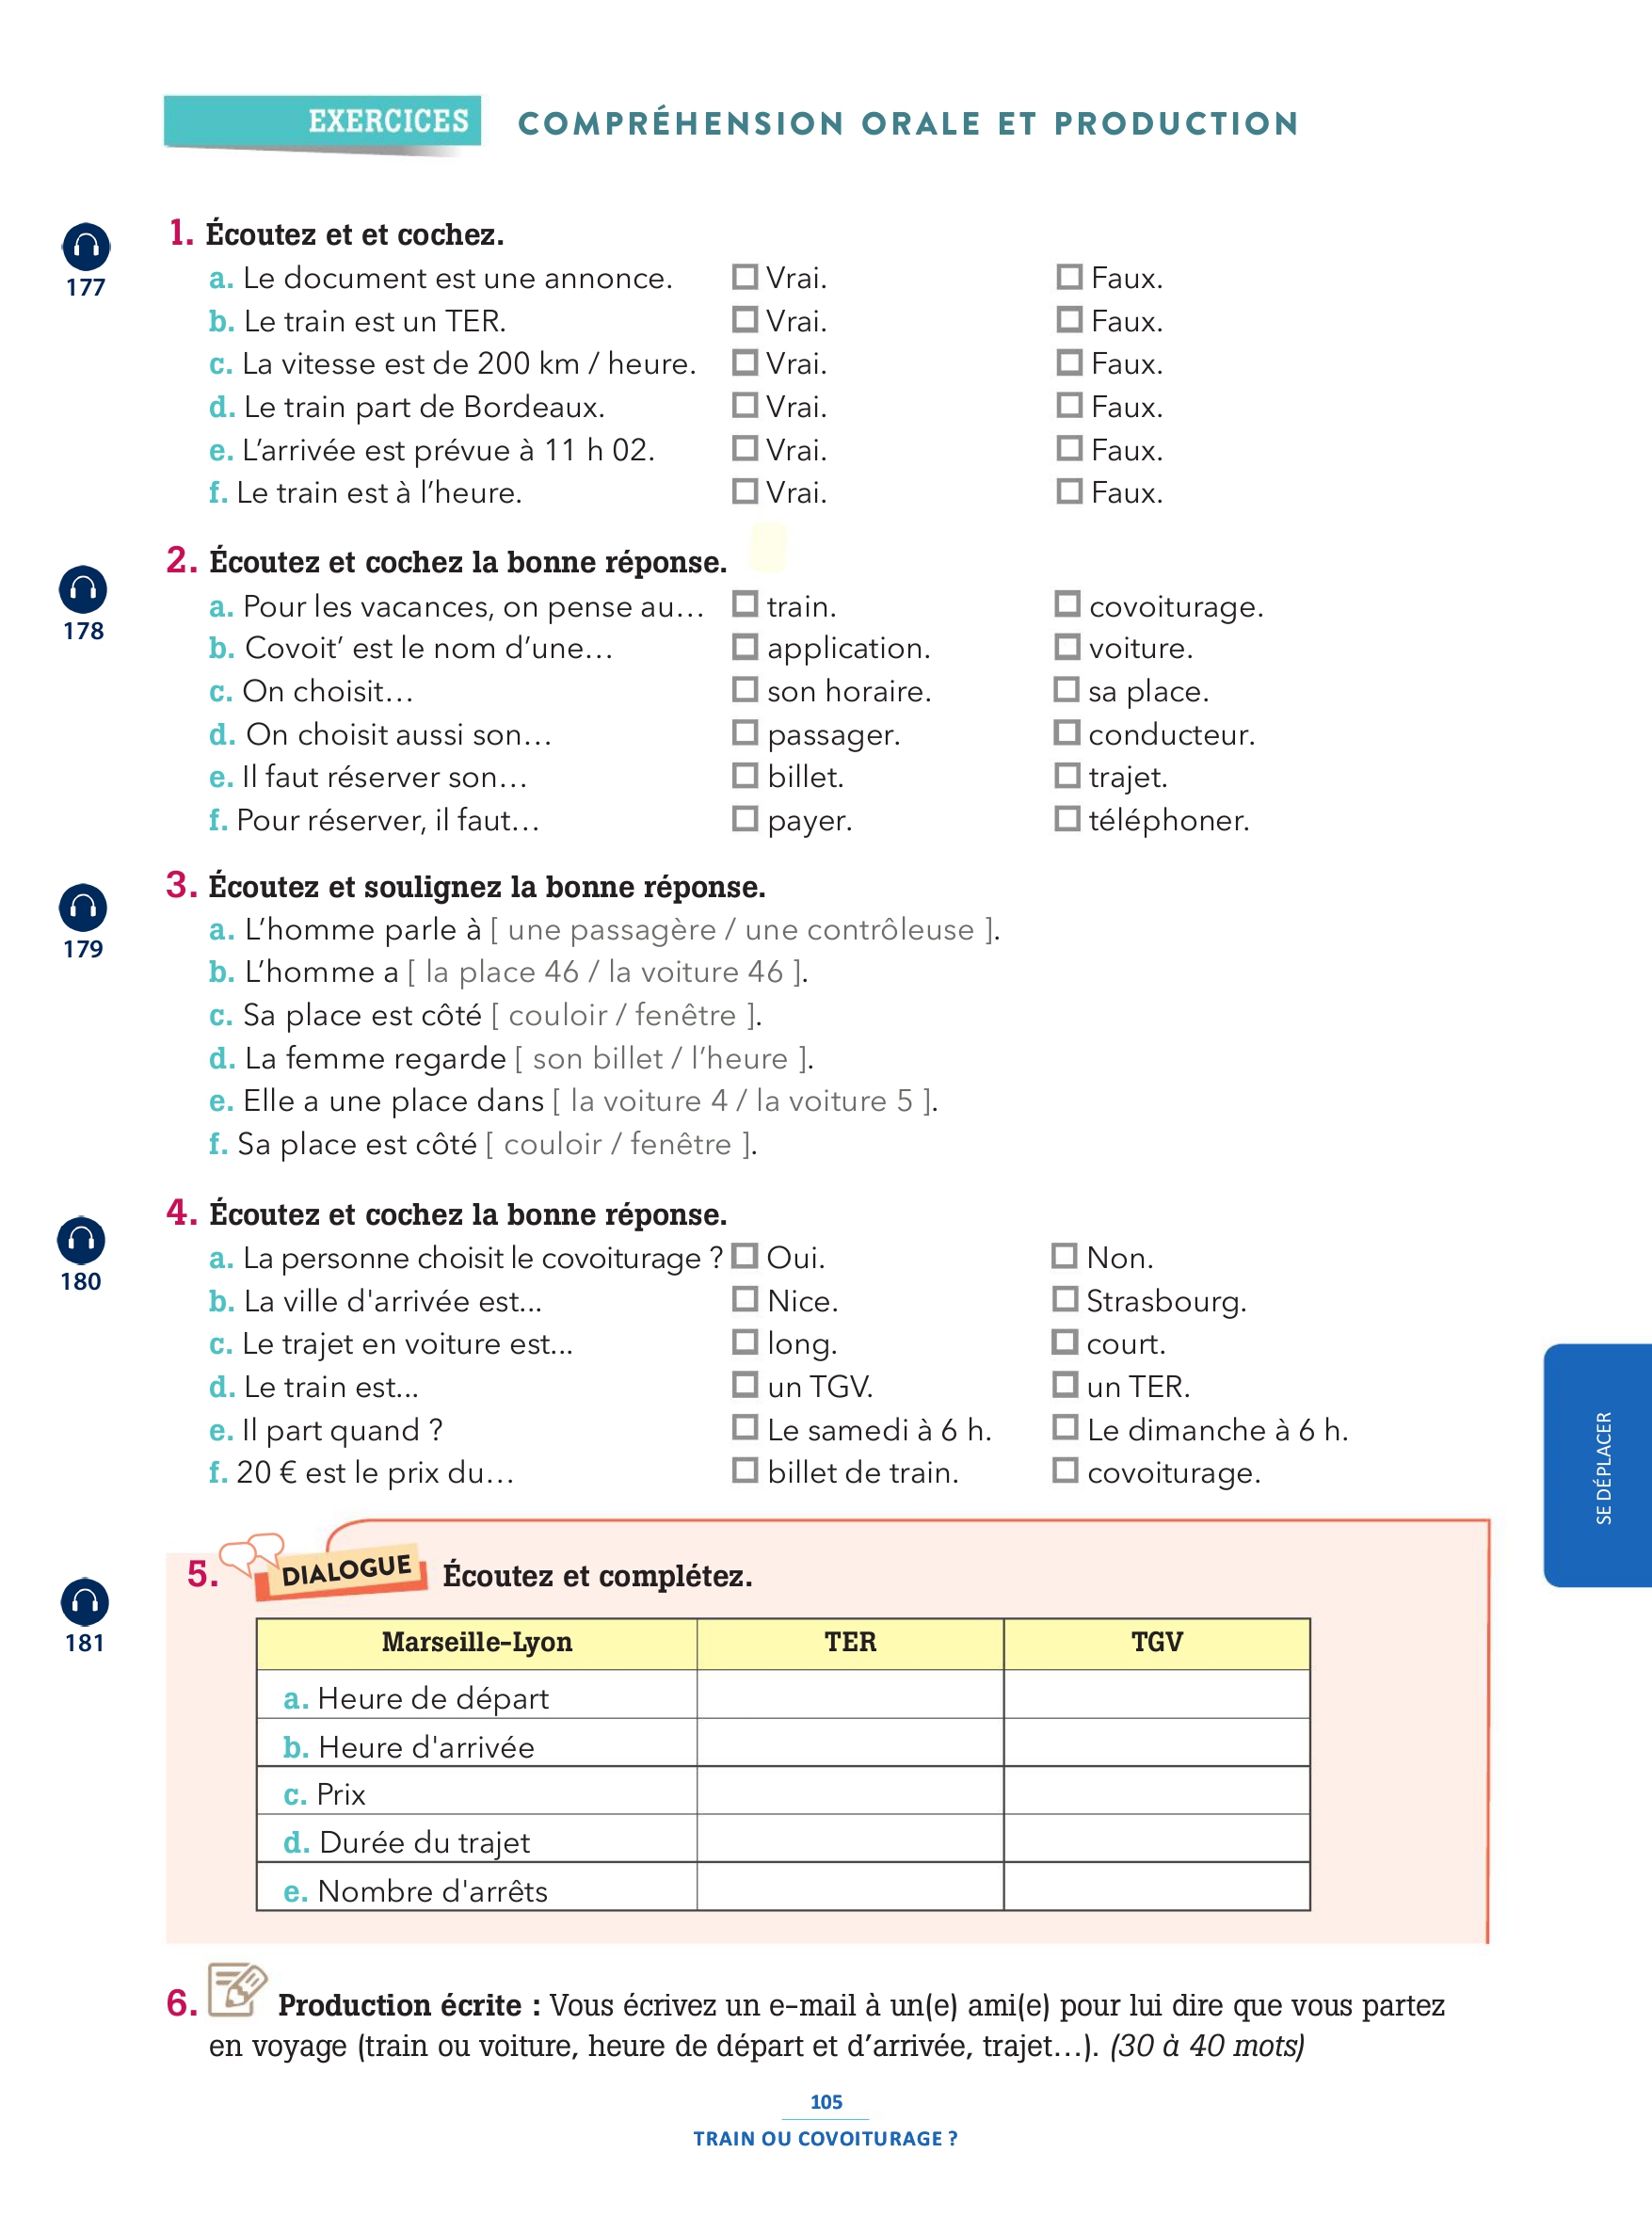 EXERCICES COMPRÉHENSION ORALE ET PRODUCTION
177
1. Écoutez et et cochez.
a. Le document est une annonce. Vrai. Faux.
b. Le train est un TER. Vrai. Faux.
c. La vitesse est de 200 km / heure. Vrai. Faux.
d. Le train part de Bordeaux. Vrai. Faux.
e. L’arrivée est prévue à 11 h 02. Vrai. Faux.
f. Le train est à l’heure. Vrai. Faux.
178
2. Écoutez et cochez la bonne réponse.
a. Pour les vacances, on pense au… train. covoiturage.
b. Covoit’ est le nom d’une… application. voiture.
c. On choisit… son horaire. sa place.
d. On choisit aussi son… passager. conducteur.
e. Il faut réserver son… billet. trajet.
f. Pour réserver, il faut… payer. téléphoner.
179
3. Écoutez et soulignez la bonne réponse.
a. L’homme parle à [ une passagère / une contrôleuse ].
b. L’homme a [ la place 46 / la voiture 46 ].
c. Sa place est côté [ couloir / fenêtre ].
d. La femme regarde [ son billet / l’heure ].
e. Elle a une place dans [ la voiture 4 / la voiture 5 ].
f. Sa place est côté [ couloir / fenêtre ].
180
4. Écoutez et cochez la bonne réponse.
a. La personne choisit le covoiturage ? Oui. Non.
b. La ville d'arrivée est... Nice. Strasbourg.
c. Le trajet en voiture est... long. court.
d. Le train est... un TGV. un TER.
e. Il part quand ? Le samedi à 6 h. Le dimanche à 6 h.
f. 20 € est le prix du… billet de train. covoiturage.
SE DÉPLACER
181
5. DIALOGUE Écoutez et complétez.
Marseille-Lyon TER TGV
a. Heure de départ
b. Heure d'arrivée
c. Prix
d. Durée du trajet
e. Nombre d'arrêts
6. Production écrite : Vous écrivez un e-mail à un(e) ami(e) pour lui dire que vous partez
en voyage (train ou voiture, heure de départ et d’arrivée, trajet…). (30 à 40 mots)
105
TRAIN OU COVOITURAGE ?